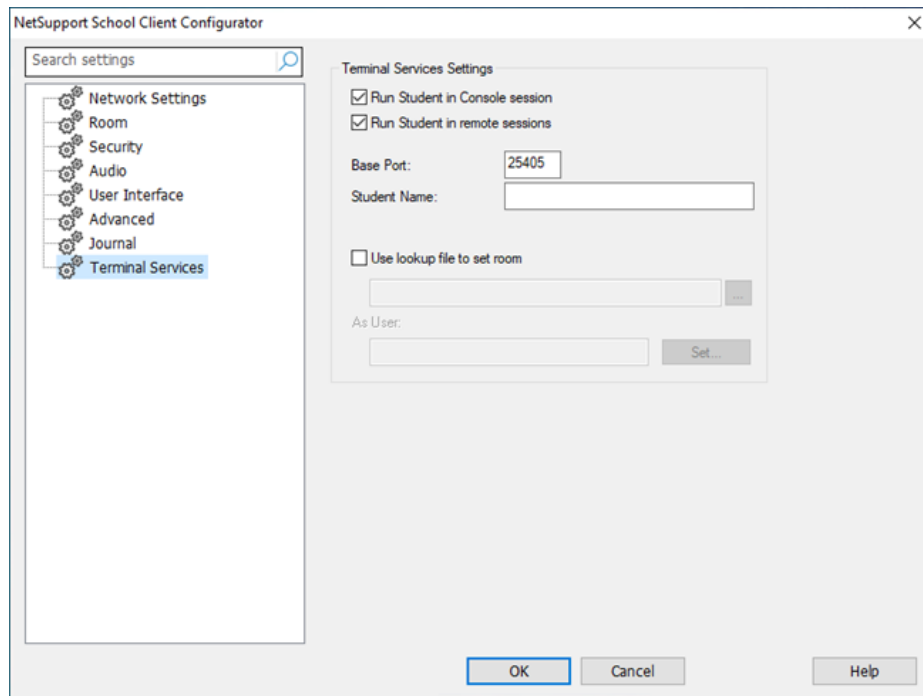 NetSupport School Client Configurator
Search settings
Network Settings
Room
Security
Audio
User Interface
Advanced
Journal
Terminal Services
Terminal Services Settings
Run Student in Console session
Run Student in remote sessions
Base Port: 25405
Student Name:
Use lookup file to set room
...
As User:
Set...
OK Cancel Help